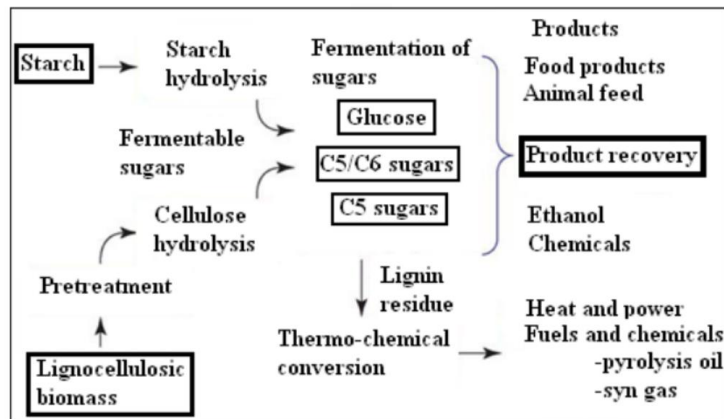 Starch
Starch
hydrolysis
Fermentable
sugars
Cellulose
hydrolysis
Pretreatment
Lignocellulosic
biomass
Fermentation of
sugars
Glucose
C5/C6 sugars
C5 sugars
Lignin
residue
Thermo-chemical
conversion
Products
Food products
Animal feed
Product recovery
Ethanol
Chemicals
Heat and power
Fuels and chemicals
-pyrolysis oil
-syn gas